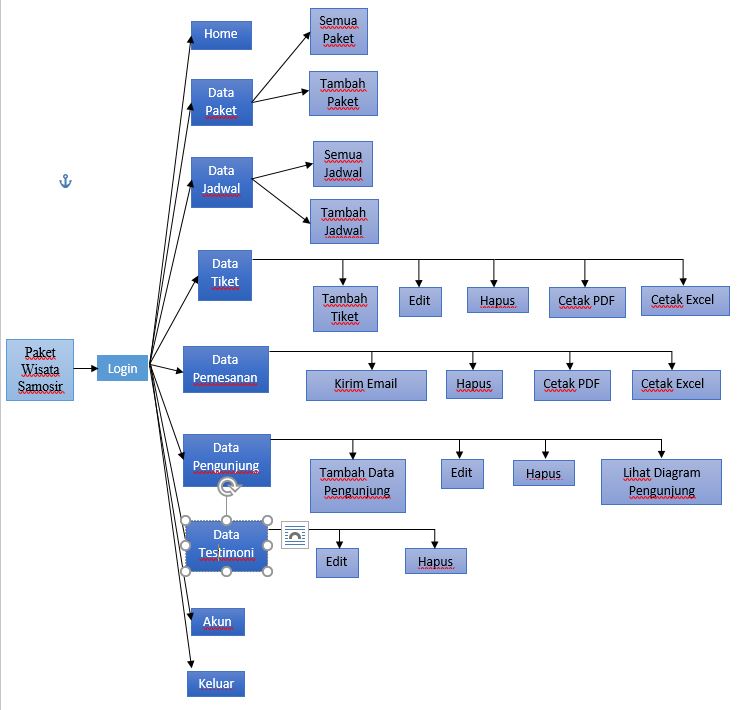 Home
Semua
Paket
Data
Paket
Tambah
Paket
Data
Jadwal
Semua
Jadwal
Tambah
Jadwal
Data
Tiket
Tambah
Tiket
Edit
Hapus
Cetak PDF
Cetak Excel
Paket
Wisata
Samosir
Login
Data
Pemesanan
Kirim Email
Hapus
Cetak PDF
Cetak Excel
Data
Pengunjung
Tambah Data
Pengunjung
Edit
Hapus
Lihat Diagram
Pengunjung
Data
Testimoni
Edit
Hapus
Akun
Keluar